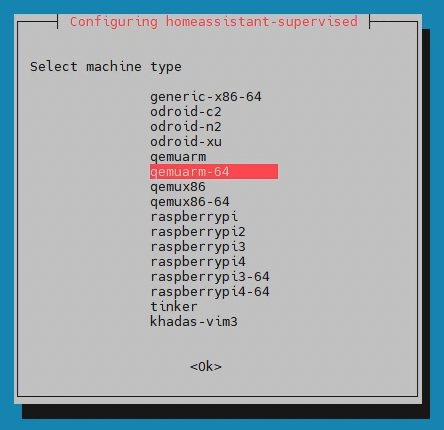 Configuring homeassistant-supervised
Select machine type
generic-x86-64
odroid-c2
odroid-n2
odroid-xu
qemuarm
qemuarm-64
qemux86
qemux86-64
raspberrypi
raspberrypi2
raspberrypi3
raspberrypi4
raspberrypi3-64
raspberrypi4-64
tinker
khadas-vim3
<Ok>